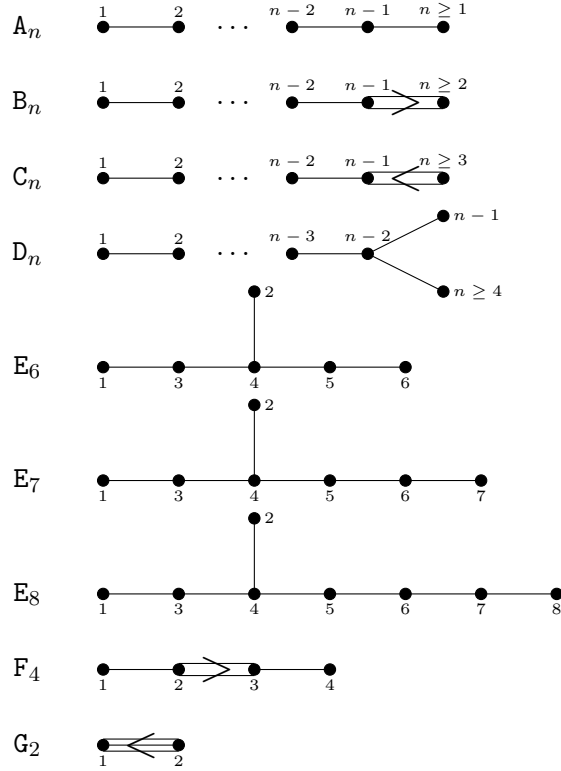 A_n 1 2 ⋯ n − 2 n − 1 n ≥ 1
B_n 1 2 ⋯ n − 2 n − 1 n ≥ 2
C_n 1 2 ⋯ n − 2 n − 1 n ≥ 3
D_n 1 2 ⋯ n − 3 n − 2 n − 1 n ≥ 4
2
E_6
1 3 4 5 6
2
E_7
1 3 4 5 6 7
2
E_8
1 3 4 5 6 7 8
F_4
1 2 3 4
G_2
1 2